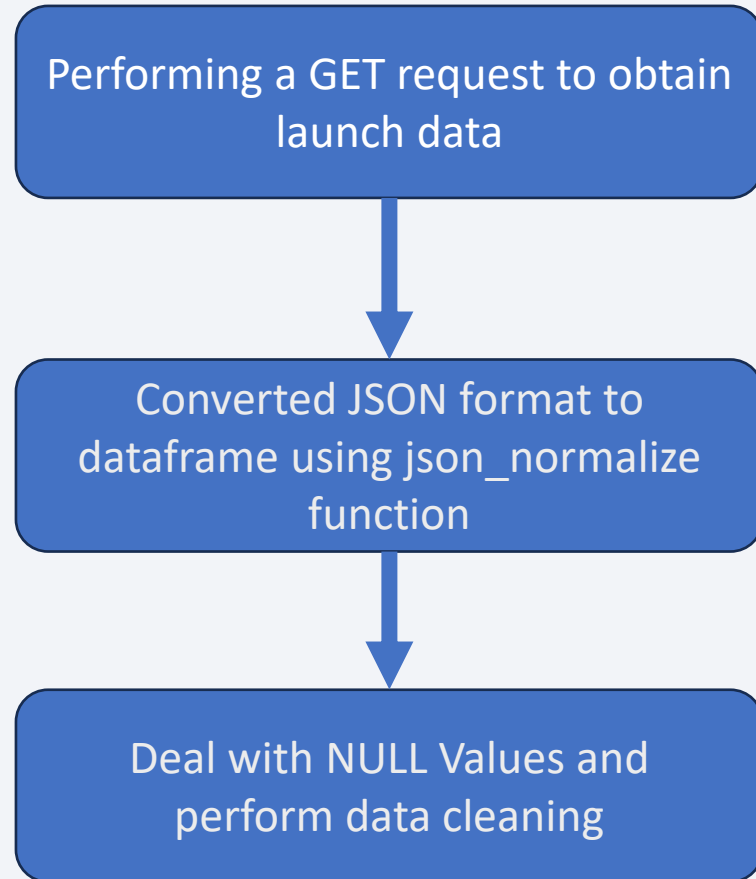 Performing a GET request to obtain
launch data
Converted JSON format to
dataframe using json_normalize
function
Deal with NULL Values and
perform data cleaning